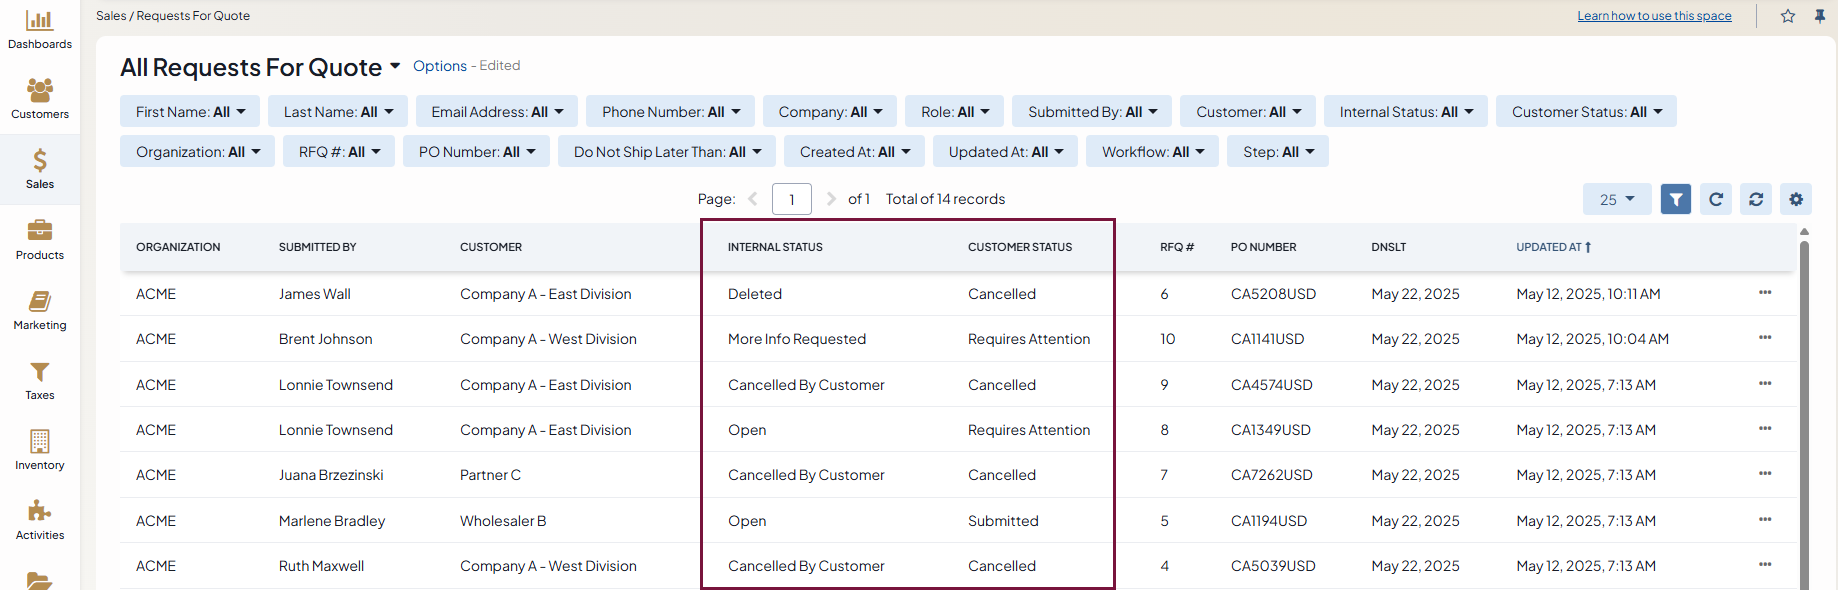 Sales / Requests For Quote
Learn how to use this space
Dashboards
Customers
Sales
Products
Marketing
Taxes
Inventory
Activities
All Requests For Quote Options - Edited
First Name: All Last Name: All Email Address: All Phone Number: All Company: All Role: All Submitted By: All Customer: All Internal Status: All Customer Status: All
Organization: All RFQ #: All PO Number: All Do Not Ship Later Than: All Created At: All Updated At: All Workflow: All Step: All
Page: 1 of 1 Total of 14 records 25
ORGANIZATION SUBMITTED BY CUSTOMER INTERNAL STATUS CUSTOMER STATUS RFQ # PO NUMBER DNSLT UPDATED AT
ACME James Wall Company A - East Division Deleted Cancelled 6 CA5208USD May 22, 2025 May 12, 2025, 10:11 AM
ACME Brent Johnson Company A - West Division More Info Requested Requires Attention 10 CA1141USD May 22, 2025 May 12, 2025, 10:04 AM
ACME Lonnie Townsend Company A - East Division Cancelled By Customer Cancelled 9 CA4574USD May 22, 2025 May 12, 2025, 7:13 AM
ACME Lonnie Townsend Company A - East Division Open Requires Attention 8 CA1349USD May 22, 2025 May 12, 2025, 7:13 AM
ACME Juana Brzezinski Partner C Cancelled By Customer Cancelled 7 CA7262USD May 22, 2025 May 12, 2025, 7:13 AM
ACME Marlene Bradley Wholesaler B Open Submitted 5 CA1194USD May 22, 2025 May 12, 2025, 7:13 AM
ACME Ruth Maxwell Company A - West Division Cancelled By Customer Cancelled 4 CA5039USD May 22, 2025 May 12, 2025, 7:13 AM